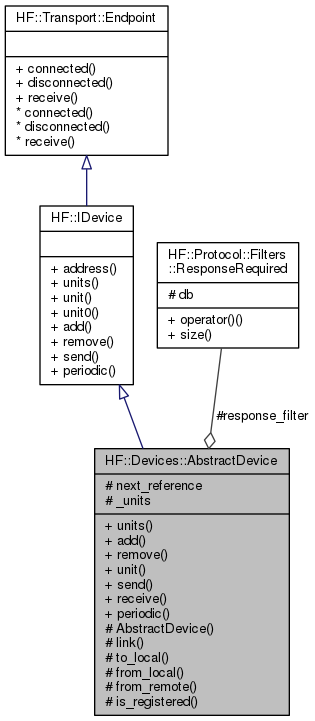 HF::Transport::Endpoint
+ connected()
+ disconnected()
+ receive()
* connected()
* disconnected()
* receive()
HF::IDevice
+ address()
+ units()
+ unit()
+ unit0()
+ add()
+ remove()
+ send()
+ periodic()
HF::Protocol::Filters
::ResponseRequired
# db
+ operator()()
+ size()
#response_filter
HF::Devices::AbstractDevice
# next_reference
# _units
+ units()
+ add()
+ remove()
+ unit()
+ send()
+ receive()
+ periodic()
# AbstractDevice()
# link()
# to_local()
# from_local()
# from_remote()
# is_registered()